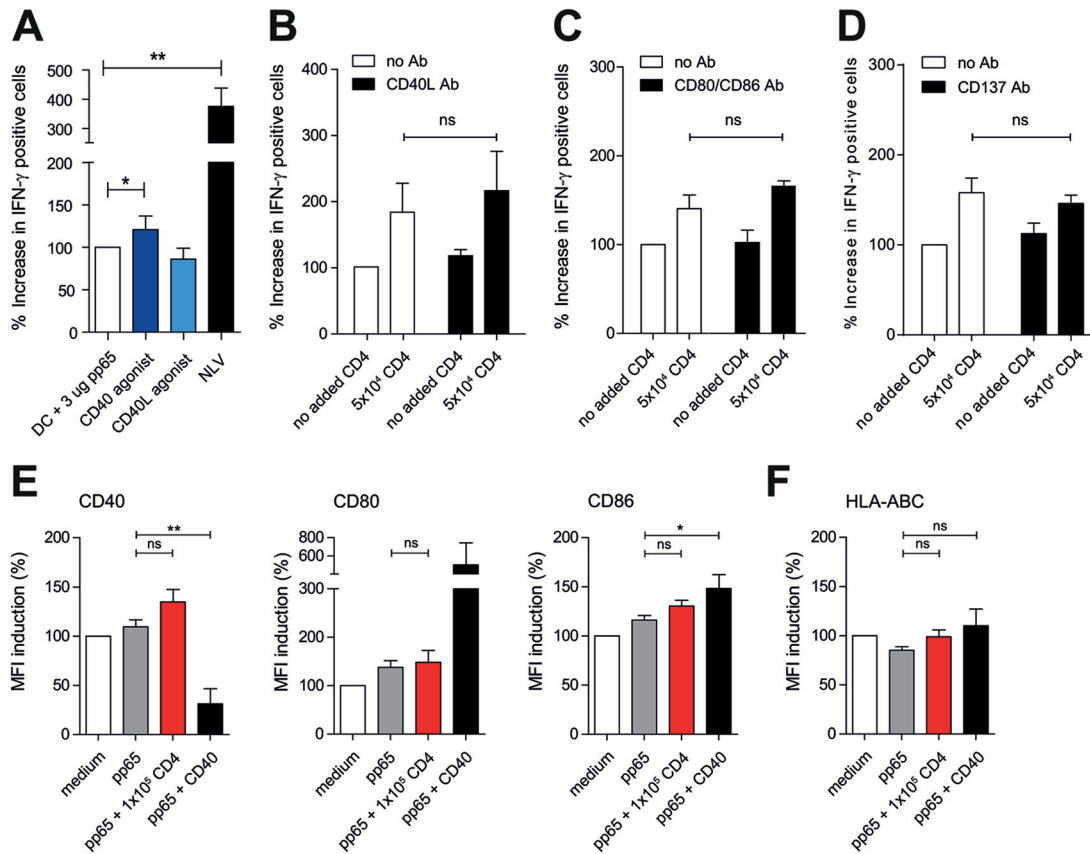 A
% Increase in IFN-γ positive cells
500
400
300
200
150
100
50
0
**
*
DC + 3 ug pp65
CD40 agonist
CD40L agonist
NLV
B
no Ab
CD40L Ab
% Increase in IFN-γ positive cells
400
300
200
100
0
ns
no added CD4
5x10⁴ CD4
no added CD4
5x10⁴ CD4
C
no Ab
CD80/CD86 Ab
% Increase in IFN-γ positive cells
300
200
100
0
ns
no added CD4
5x10⁴ CD4
no added CD4
5x10⁴ CD4
D
no Ab
CD137 Ab
% Increase in IFN-γ positive cells
300
200
100
0
ns
no added CD4
5x10⁴ CD4
no added CD4
5x10⁴ CD4
E
CD40
MFI induction (%)
200
150
100
50
0
**
ns
medium
pp65
pp65 + 1x10⁵ CD4
pp65 + CD40
CD80
MFI induction (%)
800
600
400
300
200
150
100
50
0
ns
medium
pp65
pp65 + 1x10⁵ CD4
pp65 + CD40
CD86
MFI induction (%)
200
150
100
50
0
*
ns
medium
pp65
pp65 + 1x10⁵ CD4
pp65 + CD40
F
HLA-ABC
MFI induction (%)
200
150
100
50
0
ns
ns
medium
pp65
pp65 + 1x10⁵ CD4
pp65 + CD40